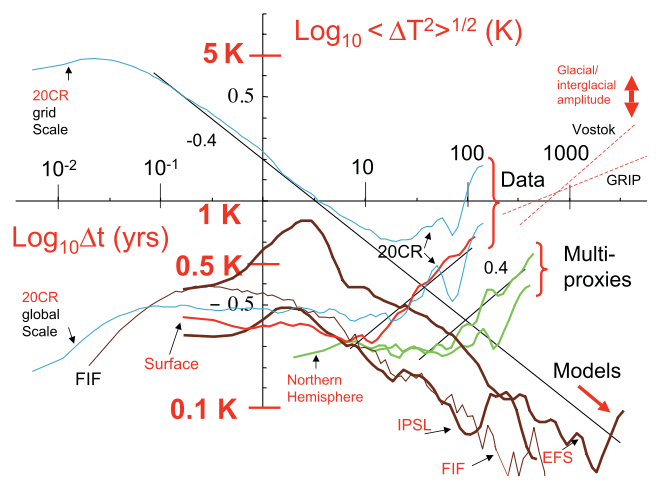 Log₁₀ < ΔT²>¹/² (K)
5 K
Glacial/
interglacial
amplitude
20CR
grid
Scale
0.5
-0.4
Vostok
10⁻²
10⁻¹
10
100
1000
Data
GRIP
1 K
Log₁₀Δt (yrs)
20CR
0.5 K
0.4
Multi-
proxies
20CR
global
Scale
– 0.5
Surface
FIF
Northern
Hemisphere
Models
0.1 K
IPSL
FIF
EFS